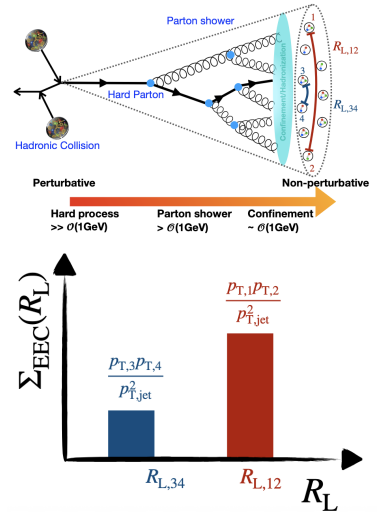 Parton shower
1
R_L,12
Confinement/Hadronization
3
Hard Parton
R_L,34
4
Hadronic Collision
2
Perturbative
Non-perturbative
Hard process
>> 𝒪(1GeV)
Parton shower
> 𝒪(1GeV)
Confinement
~ 𝒪(1GeV)
Σ_EEC(R_L)
p_T,1 p_T,2
p²_T,jet
p_T,3 p_T,4
p²_T,jet
R_L,34
R_L,12
R_L